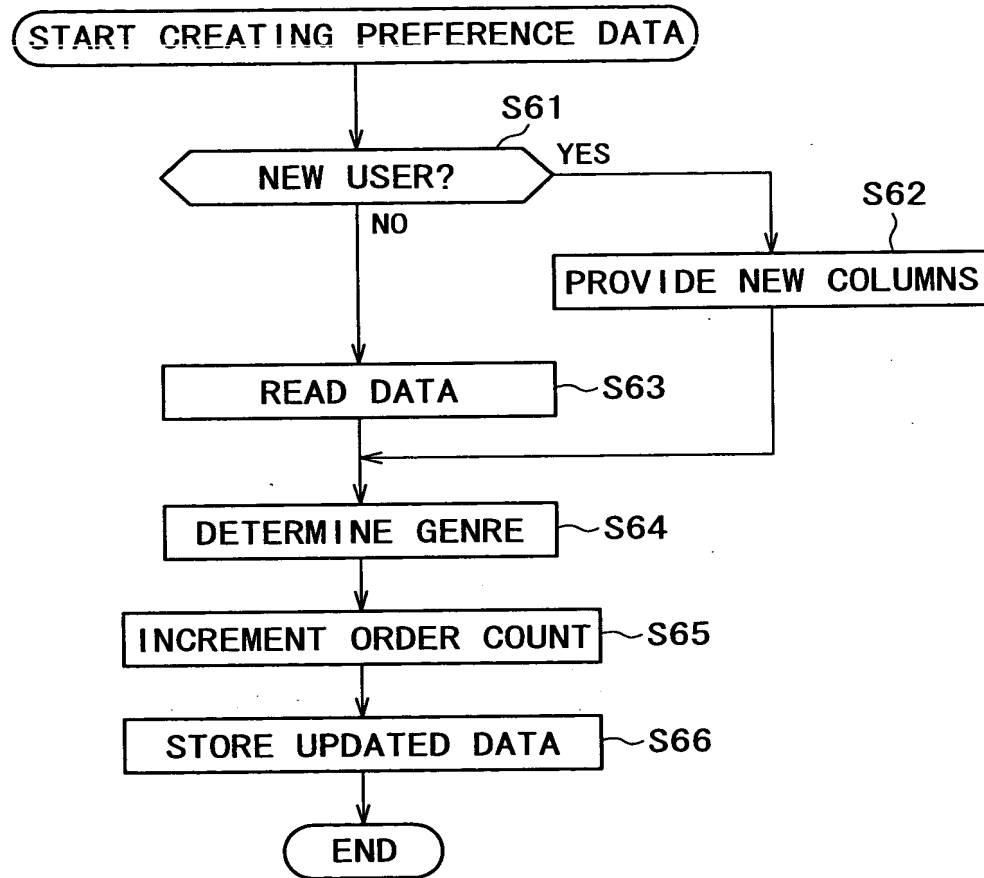 START CREATING PREFERENCE DATA
S61
NEW USER?
YES
NO
S62
PROVIDE NEW COLUMNS
READ DATA
S63
DETERMINE GENRE
S64
INCREMENT ORDER COUNT
S65
STORE UPDATED DATA
S66
END